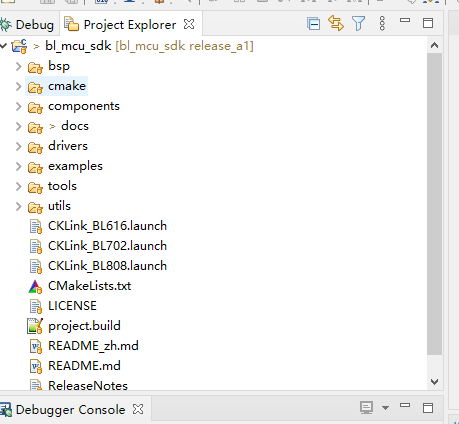 Debug Project Explorer
> bl_mcu_sdk [bl_mcu_sdk release_a1]
bsp
cmake
components
> docs
drivers
examples
tools
utils
CKLink_BL616.launch
CKLink_BL702.launch
CKLink_BL808.launch
CMakeLists.txt
LICENSE
project.build
README_zh.md
README.md
ReleaseNotes
Debugger Console